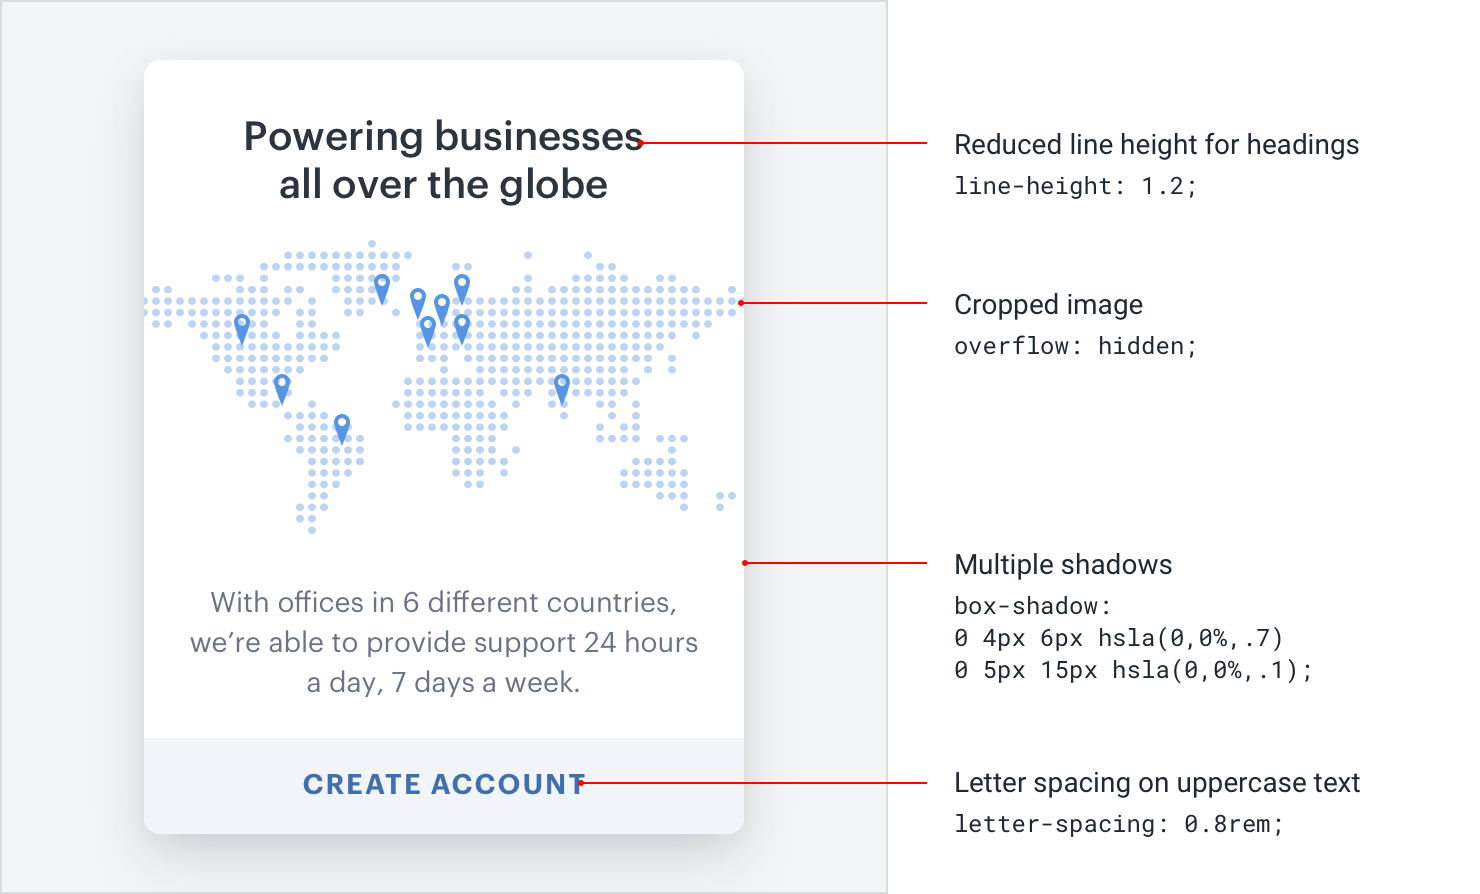 Powering businesses
all over the globe
With offices in 6 different countries,
we’re able to provide support 24 hours
a day, 7 days a week.
CREATE ACCOUNT
Reduced line height for headings
line-height: 1.2;
Cropped image
overflow: hidden;
Multiple shadows
box-shadow:
0 4px 6px hsla(0,0%,.7)
0 5px 15px hsla(0,0%,.1);
Letter spacing on uppercase text
letter-spacing: 0.8rem;